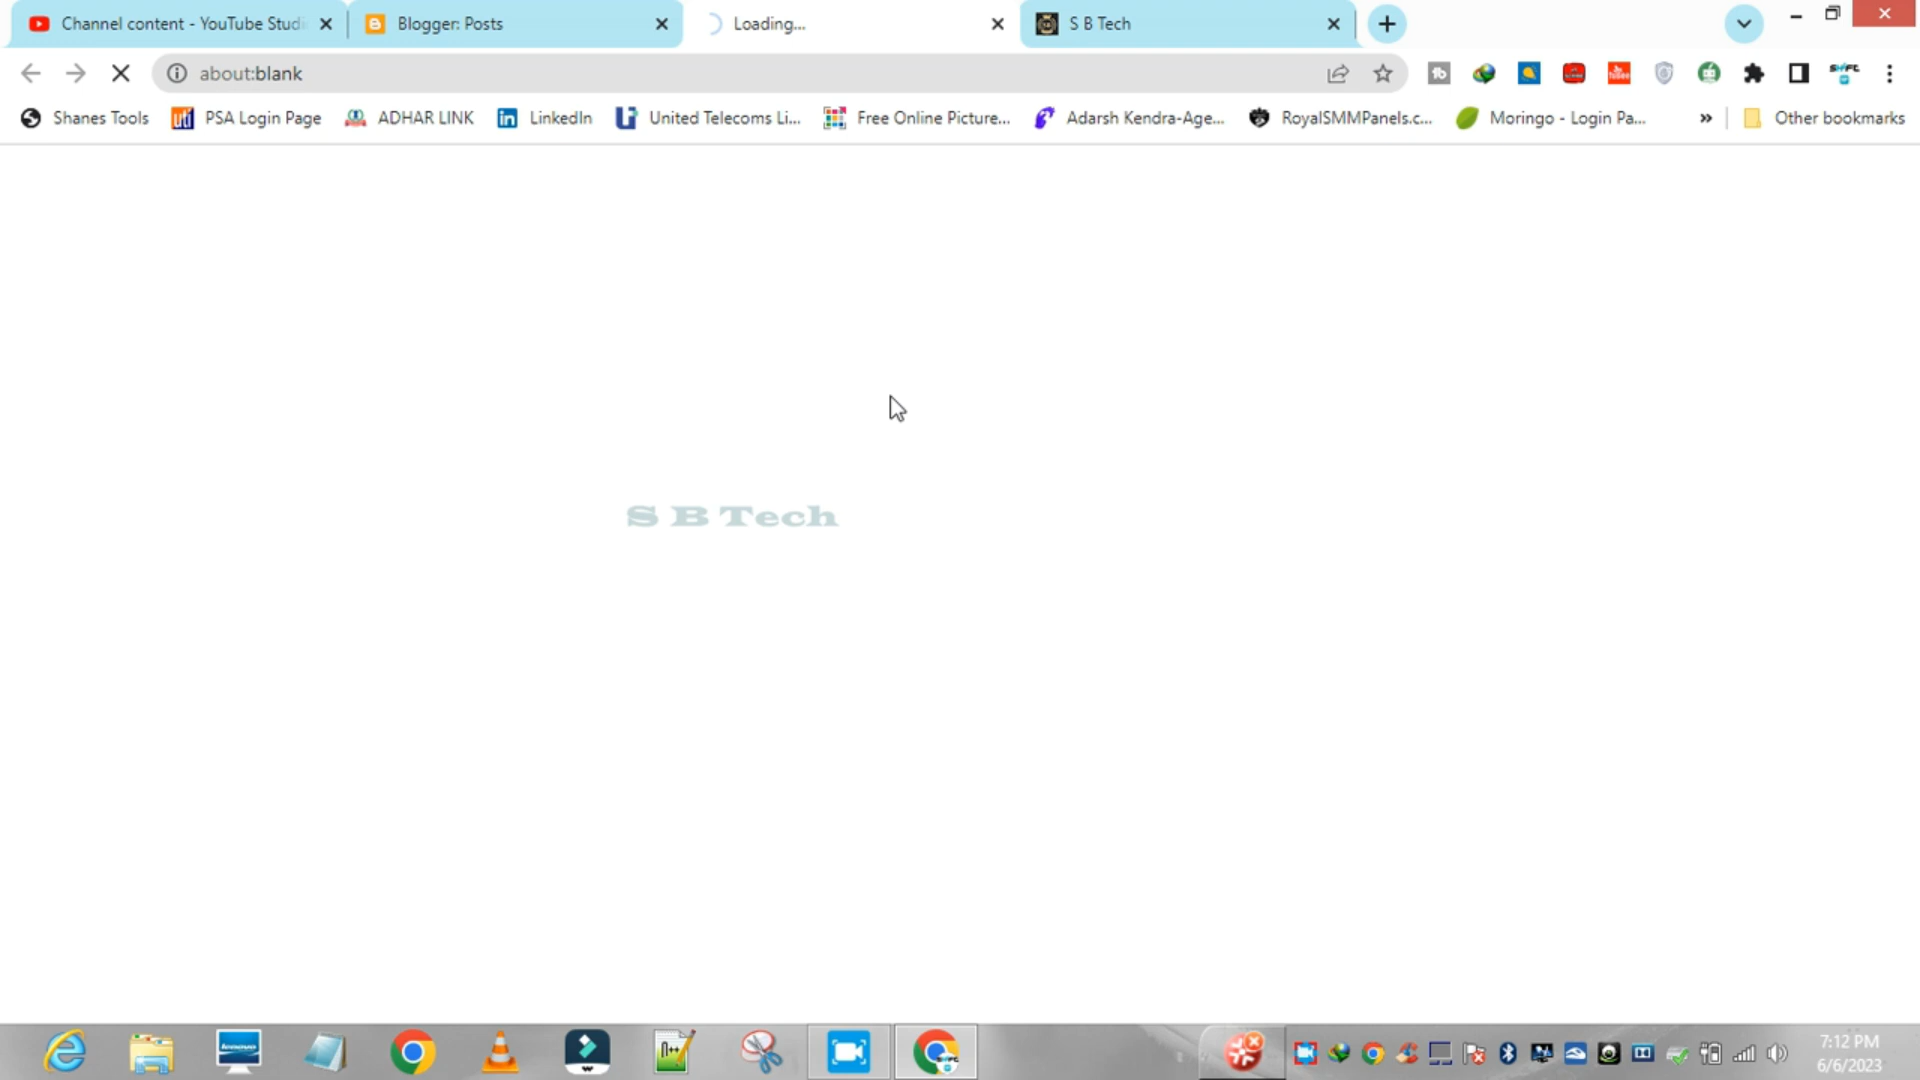 Channel content - YouTube Studi
Blogger: Posts
Loading...
S B Tech
about:blank
Shanes Tools
PSA Login Page
ADHAR LINK
LinkedIn
United Telecoms Li...
Free Online Picture...
Adarsh Kendra-Age...
RoyalSMMPanels.c...
Moringo - Login Pa...
Other bookmarks
S B Tech
7:12 PM
6/6/2023